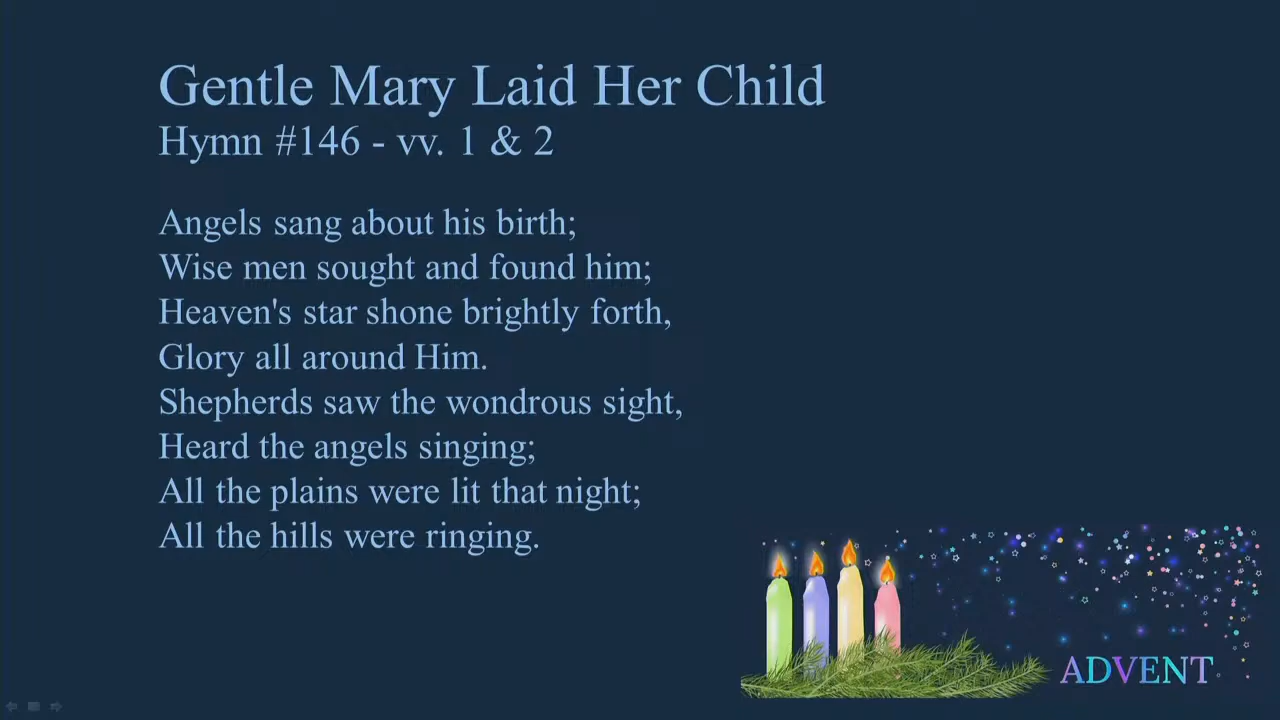 Gentle Mary Laid Her Child
Hymn #146 - vv. 1 & 2
Angels sang about his birth;
Wise men sought and found him;
Heaven's star shone brightly forth,
Glory all around Him.
Shepherds saw the wondrous sight,
Heard the angels singing;
All the plains were lit that night;
All the hills were ringing.
ADVENT